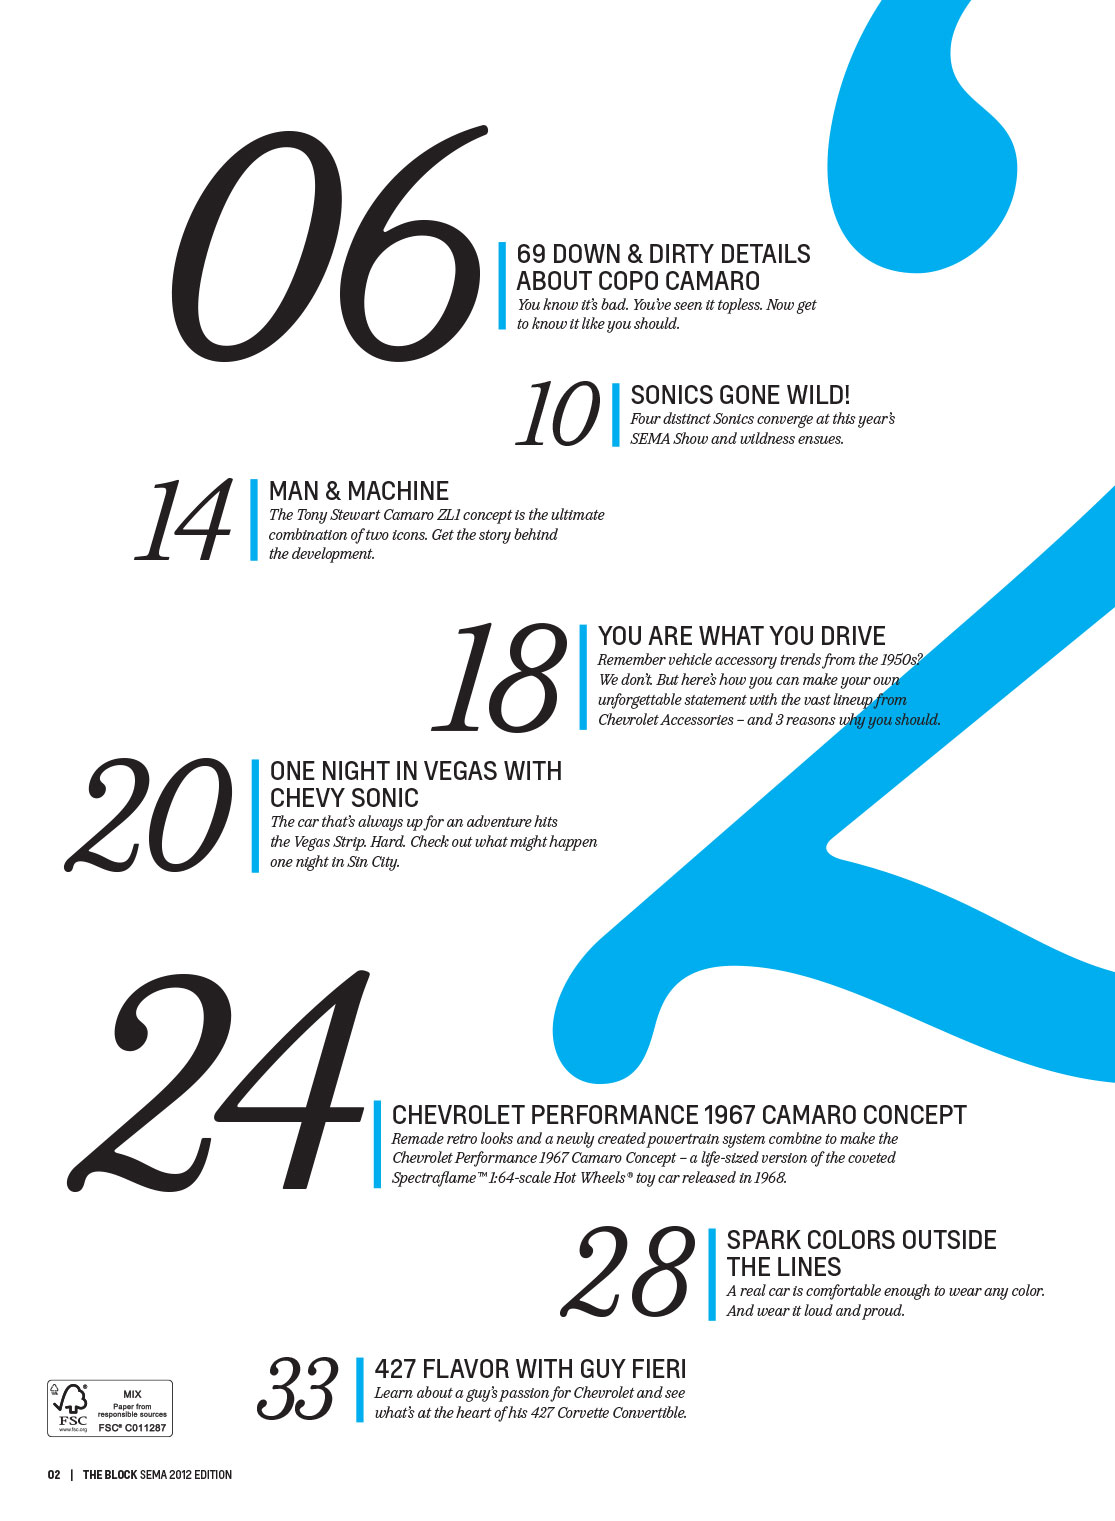 06
69 DOWN & DIRTY DETAILS
ABOUT COPO CAMARO
You know it's bad. You've seen it topless. Now get
to know it like you should.
10
SONICS GONE WILD!
Four distinct Sonics converge at this year's
SEMA Show and wildness ensues.
14
MAN & MACHINE
The Tony Stewart Camaro ZL1 concept is the ultimate
combination of two icons. Get the story behind
the development.
18
YOU ARE WHAT YOU DRIVE
Remember vehicle accessory trends from the 1950s?
We don't. But here's how you can make your own
unforgettable statement with the vast lineup from
Chevrolet Accessories – and 3 reasons why you should.
20
ONE NIGHT IN VEGAS WITH
CHEVY SONIC
The car that's always up for an adventure hits
the Vegas Strip. Hard. Check out what might happen
one night in Sin City.
24
CHEVROLET PERFORMANCE 1967 CAMARO CONCEPT
Remade retro looks and a newly created powertrain system combine to make the
Chevrolet Performance 1967 Camaro Concept – a life-sized version of the coveted
Spectraflame™ 1:64-scale Hot Wheels® toy car released in 1968.
28
SPARK COLORS OUTSIDE
THE LINES
A real car is comfortable enough to wear any color.
And wear it loud and proud.
33
427 FLAVOR WITH GUY FIERI
Learn about a guy's passion for Chevrolet and see
what's at the heart of his 427 Corvette Convertible.
FSC
www.fsc.org
MIX
Paper from
responsible sources
FSC® C011287
02 | THE BLOCK SEMA 2012 EDITION